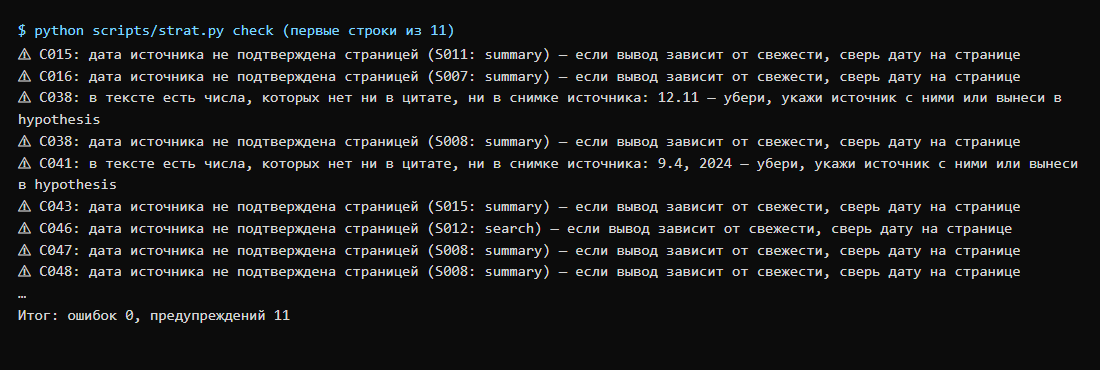 $ python scripts/strat.py check (первые строки из 11)
⚠ C015: дата источника не подтверждена страницей (S011: summary) — если вывод зависит от свежести, сверь дату на странице
⚠ C016: дата источника не подтверждена страницей (S007: summary) — если вывод зависит от свежести, сверь дату на странице
⚠ C038: в тексте есть числа, которых нет ни в цитате, ни в снимке источника: 12.11 — убери, укажи источник с ними или вынеси в
hypothesis
⚠ C038: дата источника не подтверждена страницей (S008: summary) — если вывод зависит от свежести, сверь дату на странице
⚠ C041: в тексте есть числа, которых нет ни в цитате, ни в снимке источника: 9.4, 2024 — убери, укажи источник с ними или вынеси
в hypothesis
⚠ C043: дата источника не подтверждена страницей (S015: summary) — если вывод зависит от свежести, сверь дату на странице
⚠ C046: дата источника не подтверждена страницей (S012: search) — если вывод зависит от свежести, сверь дату на странице
⚠ C047: дата источника не подтверждена страницей (S008: summary) — если вывод зависит от свежести, сверь дату на странице
⚠ C048: дата источника не подтверждена страницей (S008: summary) — если вывод зависит от свежести, сверь дату на странице
…
Итог: ошибок 0, предупреждений 11